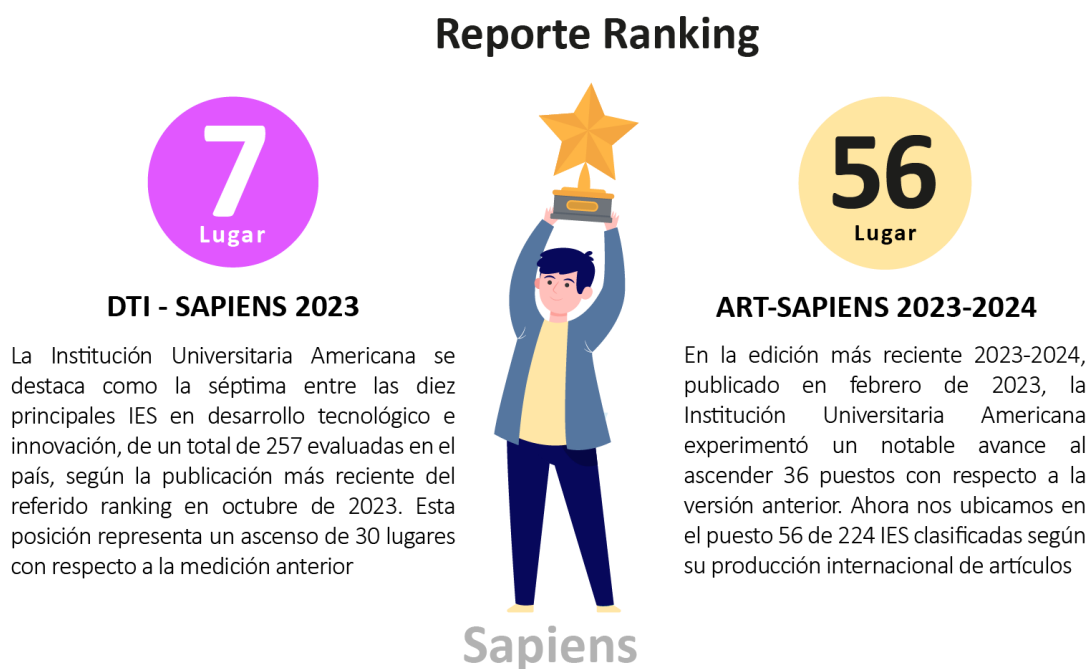 Reporte Ranking
7
Lugar
DTI - SAPIENS 2023
La Institución Universitaria Americana se
destaca como la séptima entre las diez
principales IES en desarrollo tecnológico e
innovación, de un total de 257 evaluadas en el
país, según la publicación más reciente del
referido ranking en octubre de 2023. Esta
posición representa un ascenso de 30 lugares
con respecto a la medición anterior
56
Lugar
ART-SAPIENS 2023-2024
En la edición más reciente 2023-2024,
publicado en febrero de 2023, la
Institución Universitaria Americana
experimentó un notable avance al
ascender 36 puestos con respecto a la
versión anterior. Ahora nos ubicamos en
el puesto 56 de 224 IES clasificadas según
su producción internacional de artículos
Sapiens